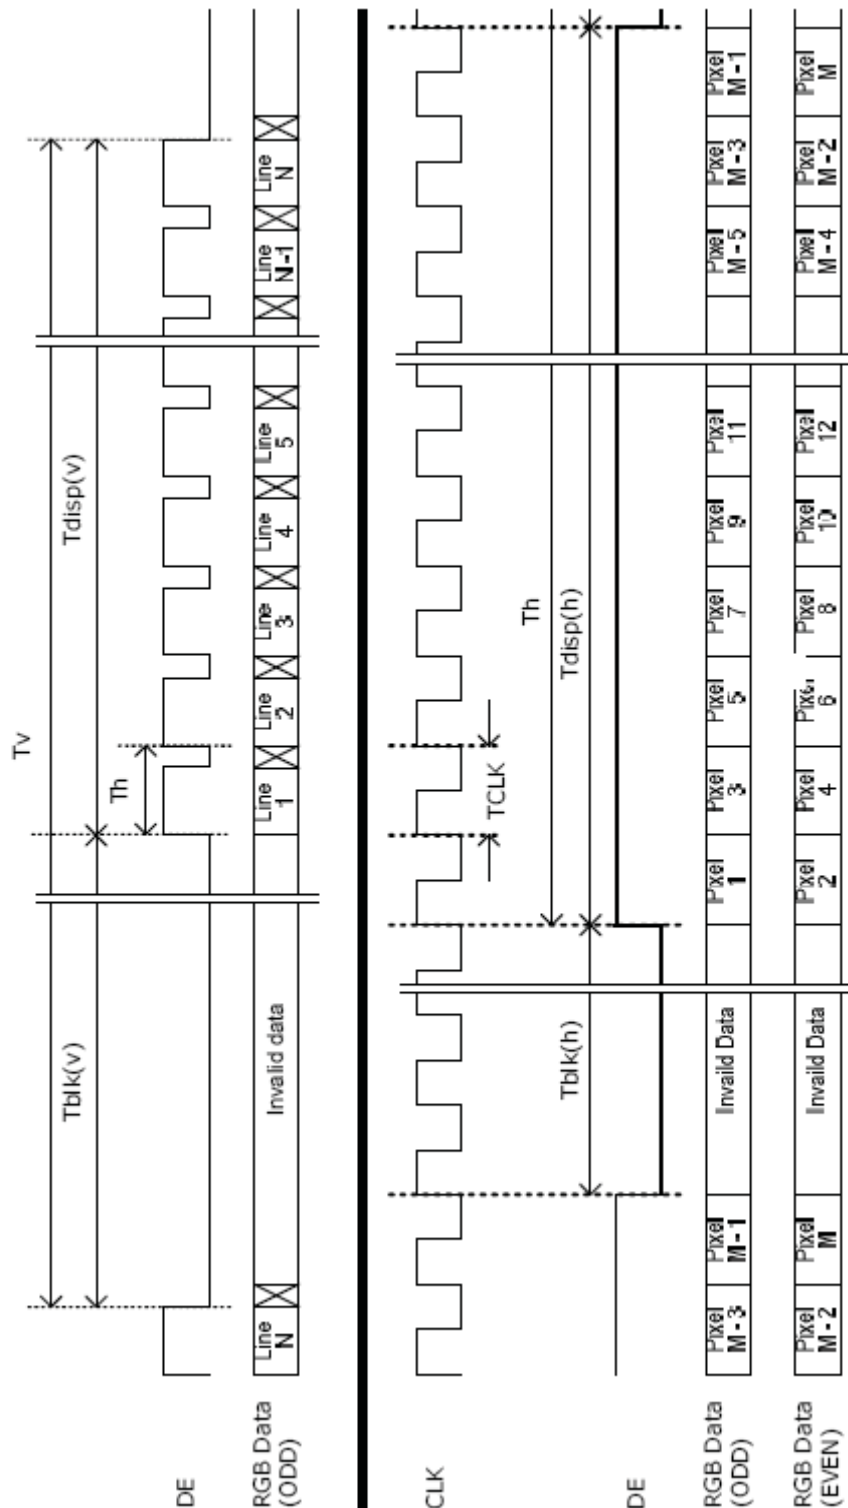 Tv
Tblk(v) Tdisp(v)
Th
DE
RGB Data
(ODD)
Line
N
Invalid data
Line
1
Line
2
Line
3
Line
4
Line
5
Line
N-1
Line
N
CLK
TCLK
Th
Tblk(h) Tdisp(h)
DE
RGB Data
(ODD)
Pixel
M-3
Pixel
M-1
Invaild Data
Pixel
1
Pixel
3
Pixel
5
Pixel
7
Pixel
9
Pixel
11
Pixel
M-5
Pixel
M-3
Pixel
M-1
RGB Data
(EVEN)
Pixel
M-2
Pixel
M
Invaild Data
Pixel
2
Pixel
4
Pixel
6
Pixel
8
Pixel
10
Pixel
12
Pixel
M-4
Pixel
M-2
Pixel
M